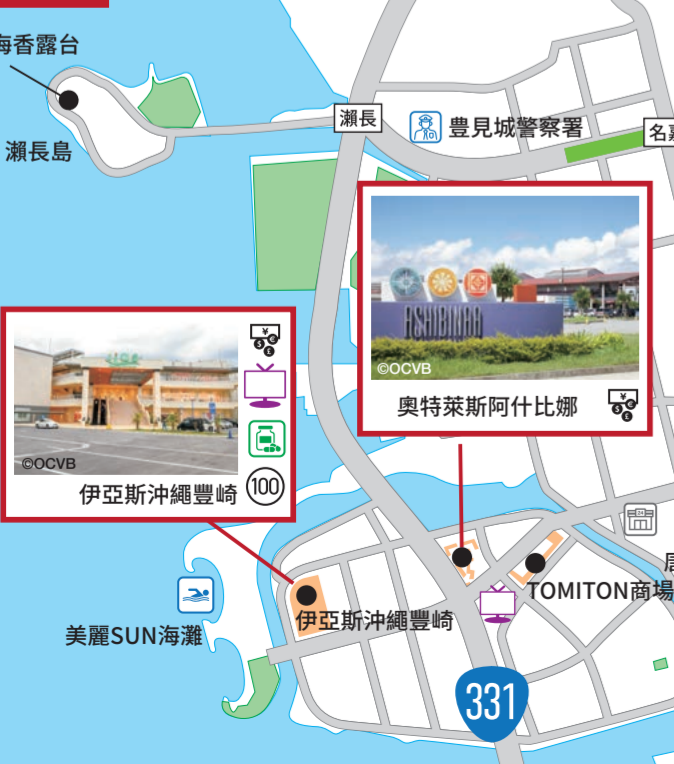 海香露台
瀨長
豊見城警察署
名嘉
瀨長島
ASHIBINAA
©OCVB
奧特萊斯阿什比娜
¥
€
$
£
¥
€
$
£
©OCVB
伊亞斯沖繩豐崎
100
24
TOMITON商場
伊亞斯沖繩豐崎
美麗SUN海灘
331